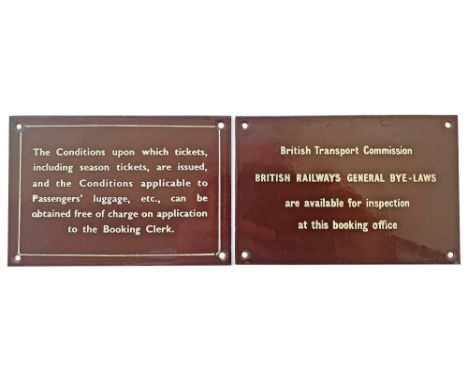 The Conditions upon which tickets,
including season tickets, are issued,
and the Conditions applicable to
Passengers' luggage, etc., can be
obtained free of charge on application
to the Booking Clerk.
British Transport Commission
BRITISH RAILWAYS GENERAL BYE-LAWS
are available for inspection
at this booking office